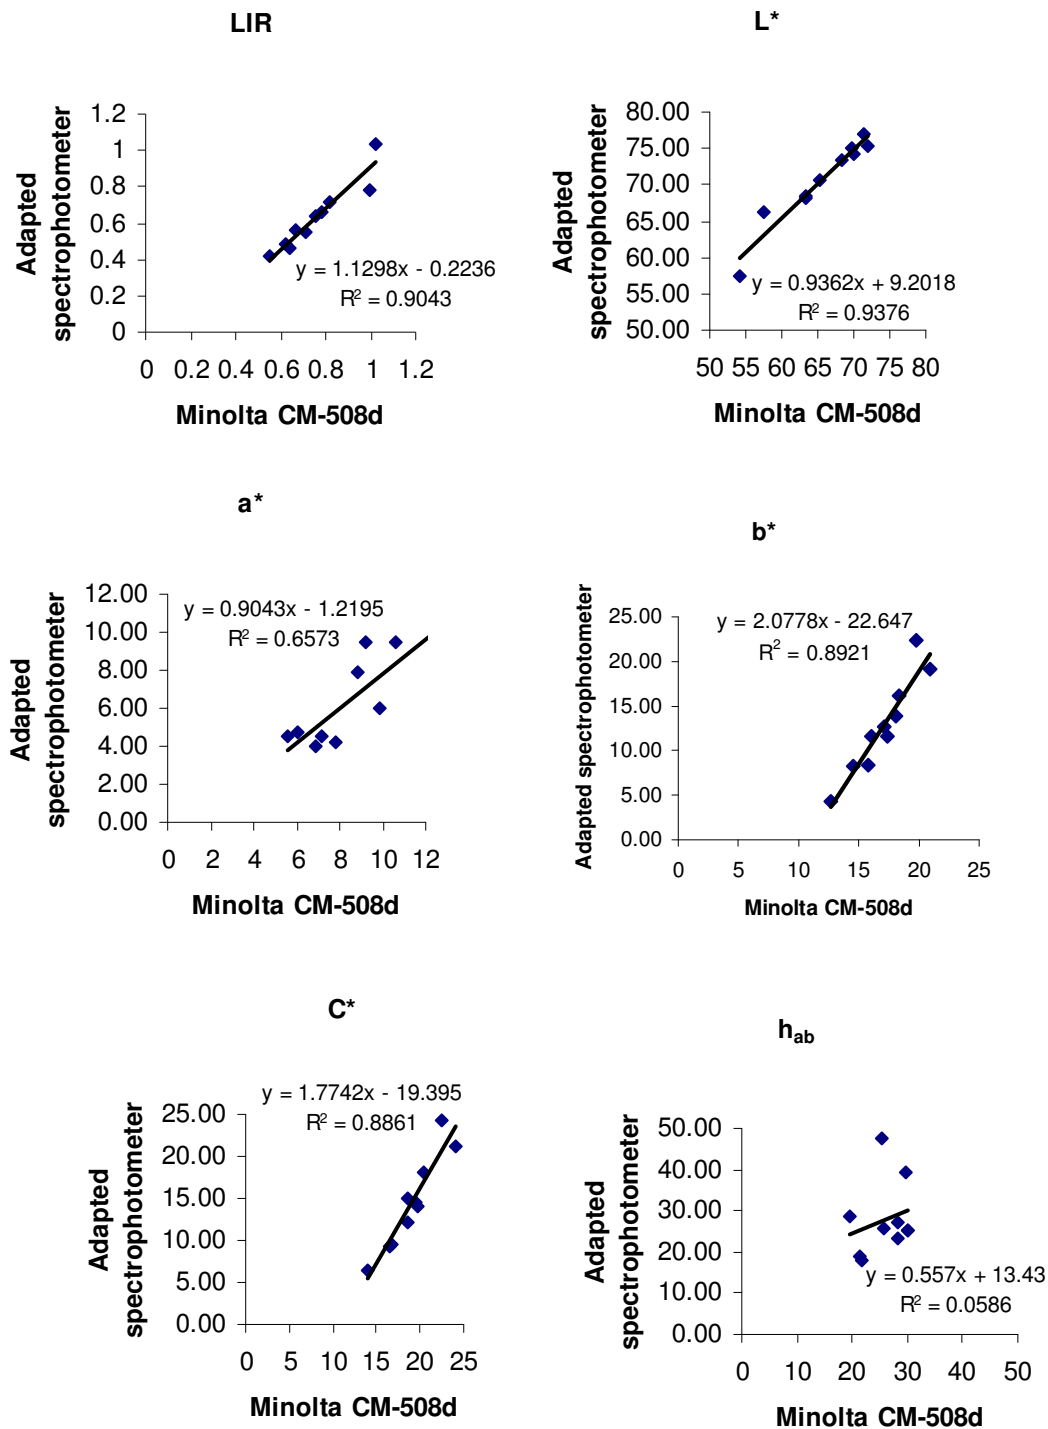 LIR
Adapted
spectrophotometer
1.2
1
0.8
0.6
0.4
0.2
0
y = 1.1298x - 0.2236
R² = 0.9043
0 0.2 0.4 0.6 0.8 1 1.2
Minolta CM-508d
L*
Adapted
spectrophotometer
80.00
75.00
70.00
65.00
60.00
55.00
50.00
y = 0.9362x + 9.2018
R² = 0.9376
50 55 60 65 70 75 80
Minolta CM-508d
a*
Adapted
spectrophotometer
12.00
10.00
8.00
6.00
4.00
2.00
0.00
y = 0.9043x - 1.2195
R² = 0.6573
0 2 4 6 8 10 12
Minolta CM-508d
b*
Adapted spectrophotometer
25.00
20.00
15.00
10.00
5.00
0.00
y = 2.0778x - 22.647
R² = 0.8921
0 5 10 15 20 25
Minolta CM-508d
C*
Adapted
spectrophotometer
25.00
20.00
15.00
10.00
5.00
0.00
y = 1.7742x - 19.395
R² = 0.8861
0 5 10 15 20 25
Minolta CM-508d
hab
Adapted
spectrophotometer
50.00
40.00
30.00
20.00
10.00
0.00
y = 0.557x + 13.43
R² = 0.0586
0 10 20 30 40 50
Minolta CM-508d